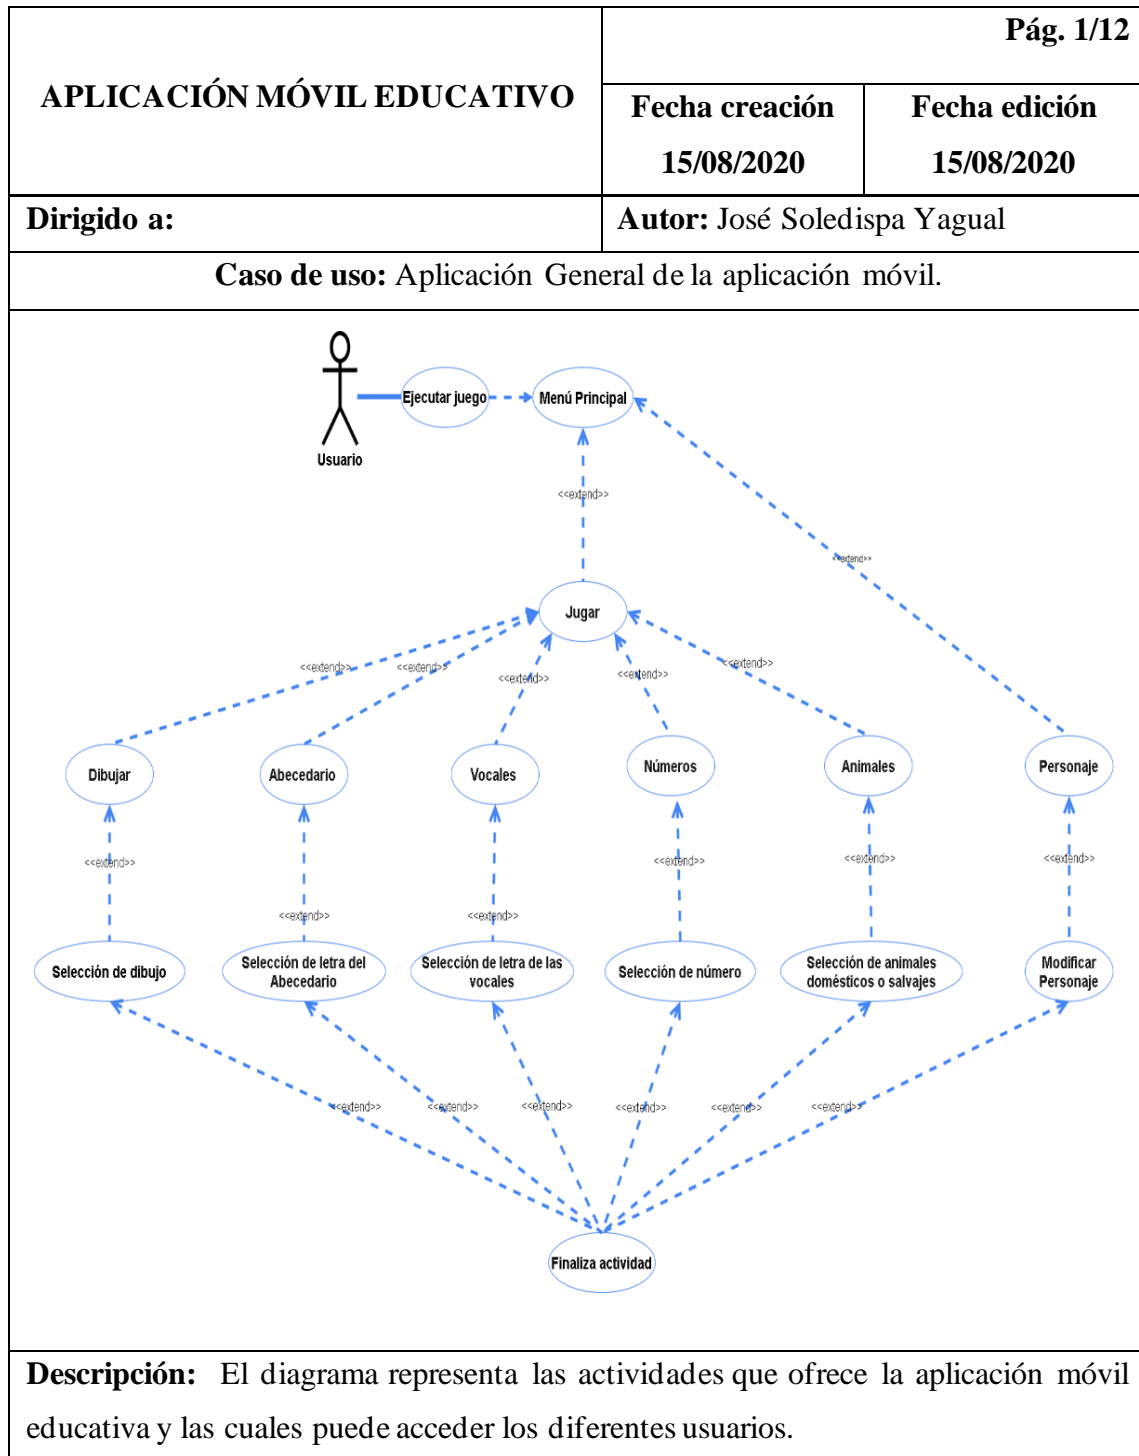 Pág. 1/12
APLICACIÓN MÓVIL EDUCATIVO
Fecha creación
Fecha edición
15/08/2020
15/08/2020
Dirigido a:
Autor: José Soledispa Yagual
Caso de uso: Aplicación General de la aplicación móvil.
Ejecutar juego
Menú Principal
Usuario
<<extend>>
<<extend>>
Jugar
<<extend>>
<<extend>>
<<extend>>
<<extend>>
<<extend>>
Dibujar
Abecedario
Vocales
Números
Animales
Personaje
<<extend>>
<<extend>>
<<extend>>
<<extend>>
<<extend>>
<<extend>>
Selección de dibujo
Selección de letra del
Abecedario
Selección de letra de las
vocales
Selección de número
Selección de animales
domésticos o salvajes
Modificar
Personaje
<<extend>>
<<extend>>
<<extend>>
<<extend>>
<<extend>>
<<extend>>
Finaliza actividad
Descripción: El diagrama representa las actividades que ofrece la aplicación móvil
educativa y las cuales puede acceder los diferentes usuarios.